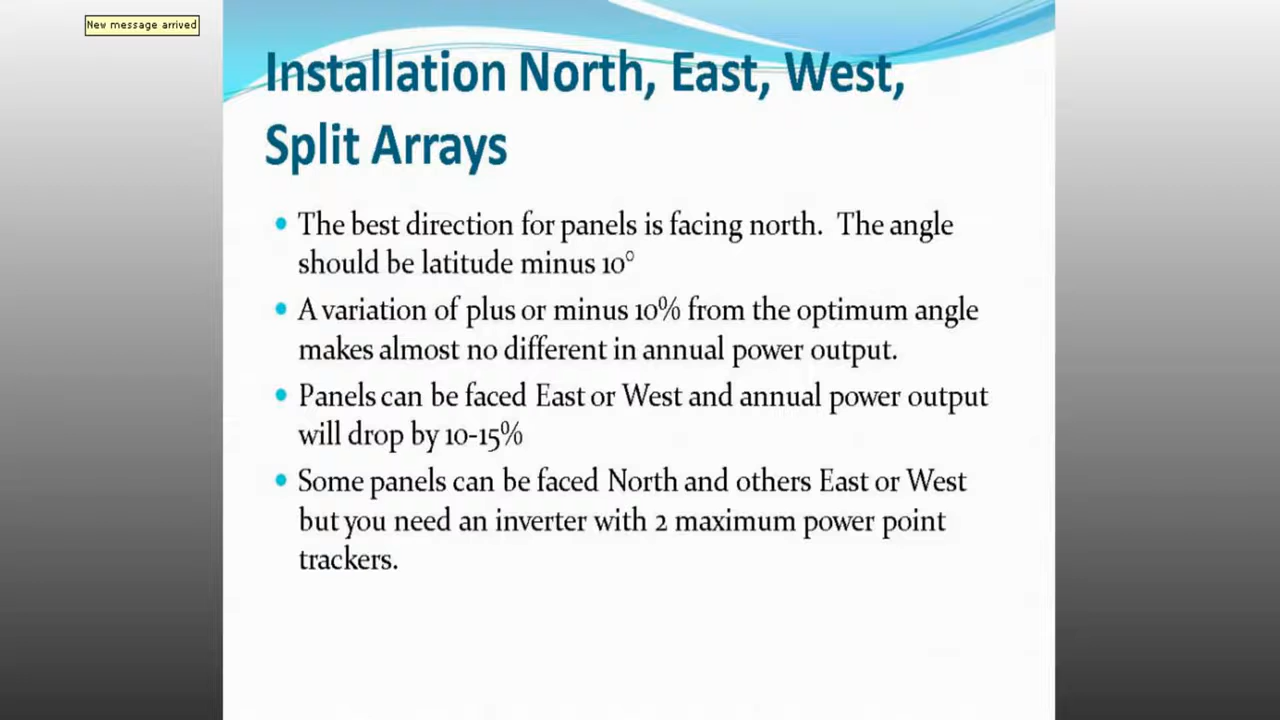 New message arrived
Installation North, East, West,
Split Arrays
• The best direction for panels is facing north. The angle
should be latitude minus 10°
• A variation of plus or minus 10% from the optimum angle
makes almost no different in annual power output.
• Panels can be faced East or West and annual power output
will drop by 10-15%
• Some panels can be faced North and others East or West
but you need an inverter with 2 maximum power point
trackers.